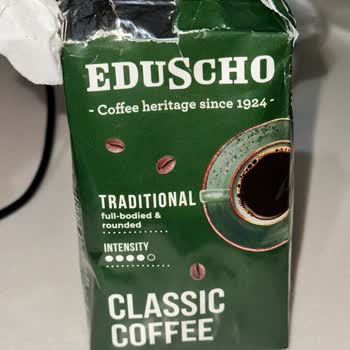 EDUSCHO
- Coffee heritage since 1924 -
TRADITIONAL
full-bodied &
rounded
INTENSITY
CLASSIC
COFFEE